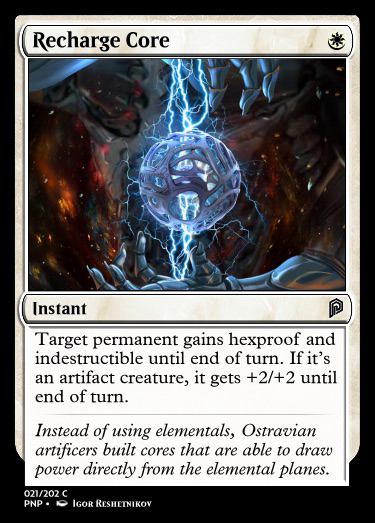 Recharge Core
Instant
Target permanent gains hexproof and
indestructible until end of turn. If it's
an artifact creature, it gets +2/+2 until
end of turn.
Instead of using elementals, Ostravian
artificers built cores that are able to draw
power directly from the elemental planes.
021/202 C
PNP • Igor Reshetnikov